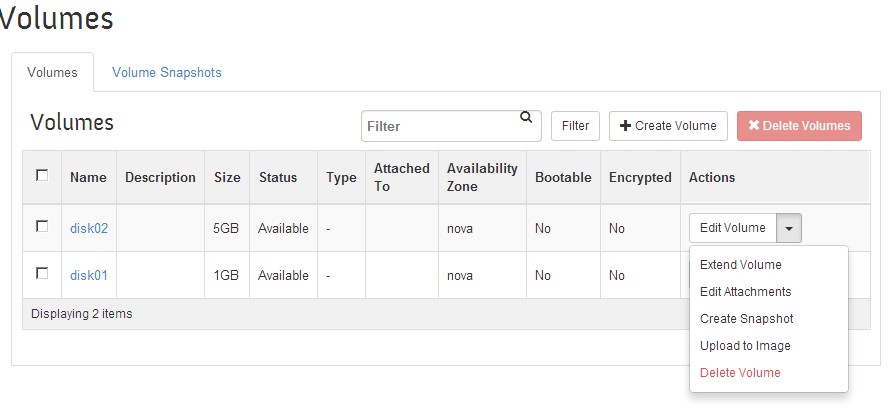 Volumes
Volumes Volume Snapshots
Volumes Filter Filter Create Volume Delete Volumes
Name Description Size Status Type Attached To Availability Zone Bootable Encrypted Actions
disk02 5GB Available - nova No No Edit Volume
disk01 1GB Available - nova No No
Displaying 2 items
Extend Volume
Edit Attachments
Create Snapshot
Upload to Image
Delete Volume